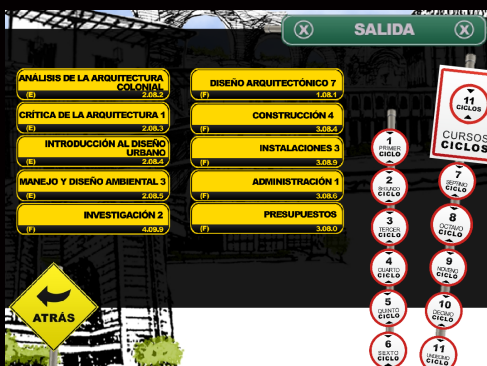 SALIDA
ANÁLISIS DE LA ARQUITECTURA
COLONIAL
(E) 2.08.2
CRÍTICA DE LA ARQUITECTURA 1
(E) 2.08.3
INTRODUCCIÓN AL DISEÑO
URBANO
(E) 2.08.4
MANEJO Y DISEÑO AMBIENTAL 3
(E) 2.08.5
INVESTIGACIÓN 2
(F) 4.09.9
DISEÑO ARQUITECTÓNICO 7
(F) 1.08.1
CONSTRUCCIÓN 4
(F) 3.08.4
INSTALACIONES 3
(F) 3.08.9
ADMINISTRACIÓN 1
(F) 3.08.6
PRESUPUESTOS
(F) 3.08.0
11
CICLOS
CURSOS
CICLOS
1
PRIMER
CICLO
2
SEGUNDO
CICLO
3
TERCER
CICLO
4
CUARTO
CICLO
5
QUINTO
CICLO
6
SEXTO
CICLO
7
SEPTIMO
CICLO
8
OCTAVO
CICLO
9
NOVENO
CICLO
10
DECIMO
CICLO
11
UNDECIMO
CICLO
ATRÁS